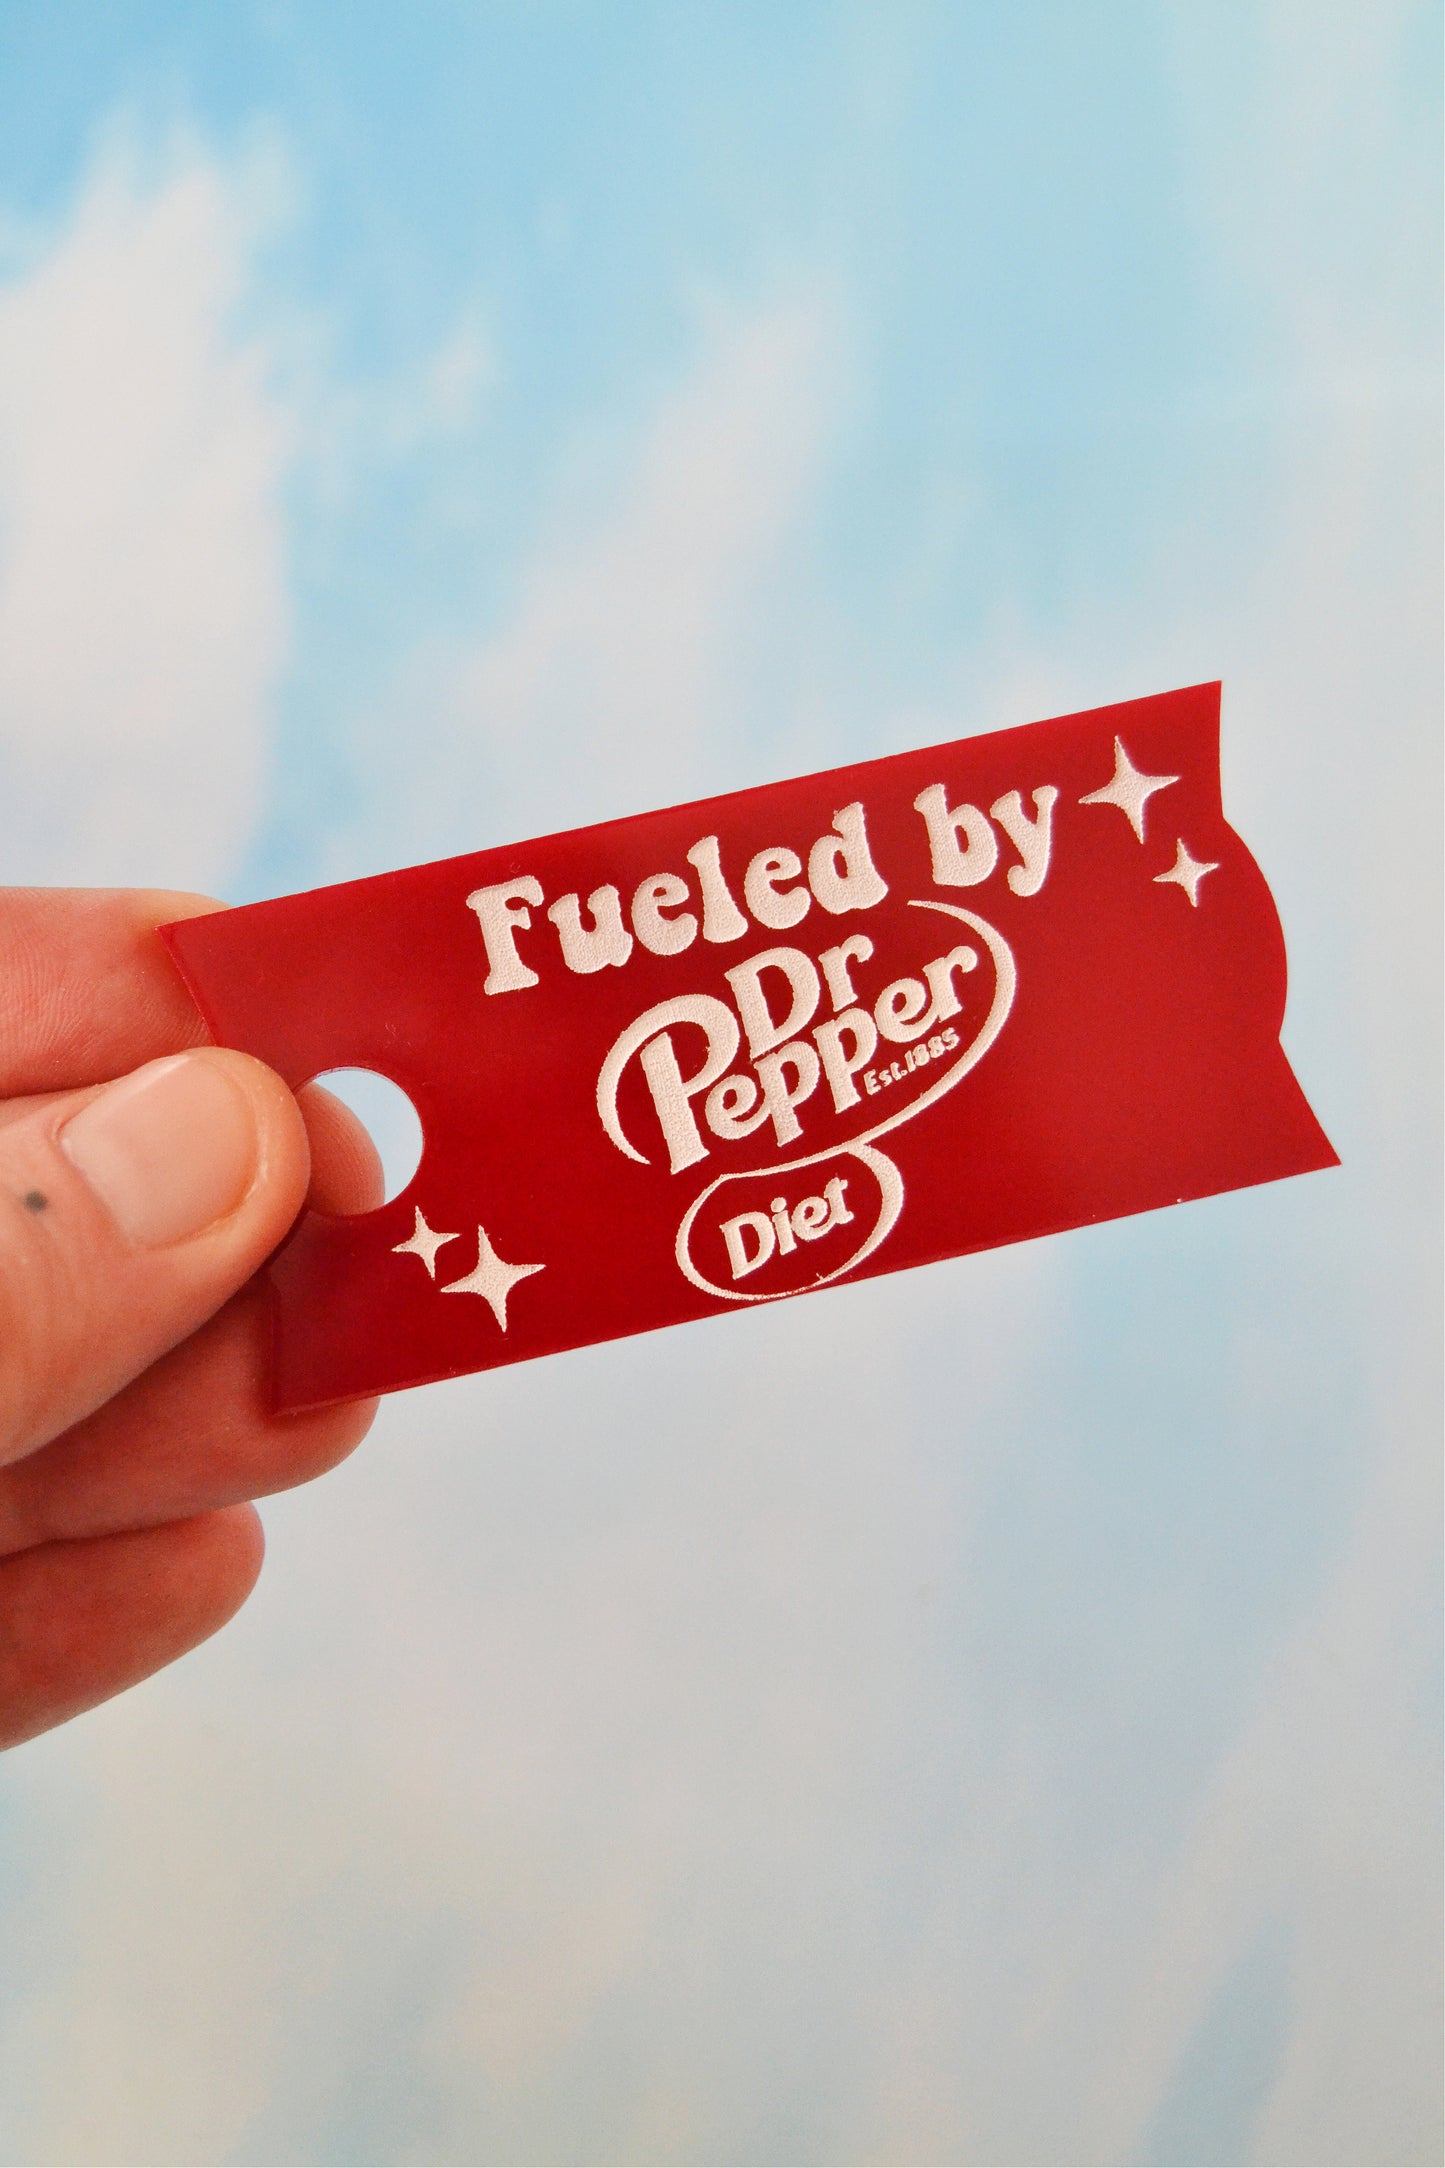 Fueled by
Dr
Pepper
Est.1885
Diet